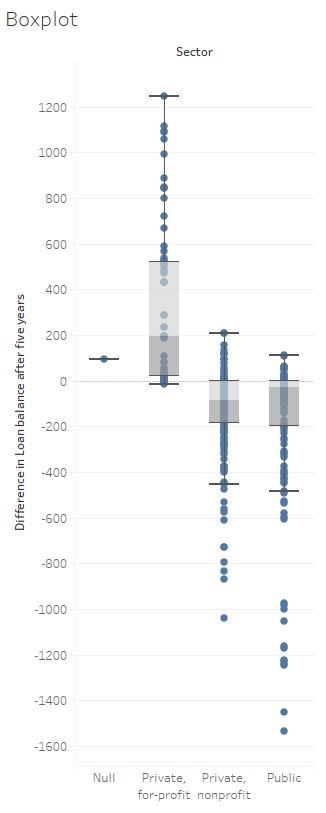 Boxplot
Sector
Difference in Loan balance after five years
1200
1000
800
600
400
200
0
-200
-400
-600
-800
-1000
-1200
-1400
-1600
Null
Private,
for-profit
Private,
nonprofit
Public